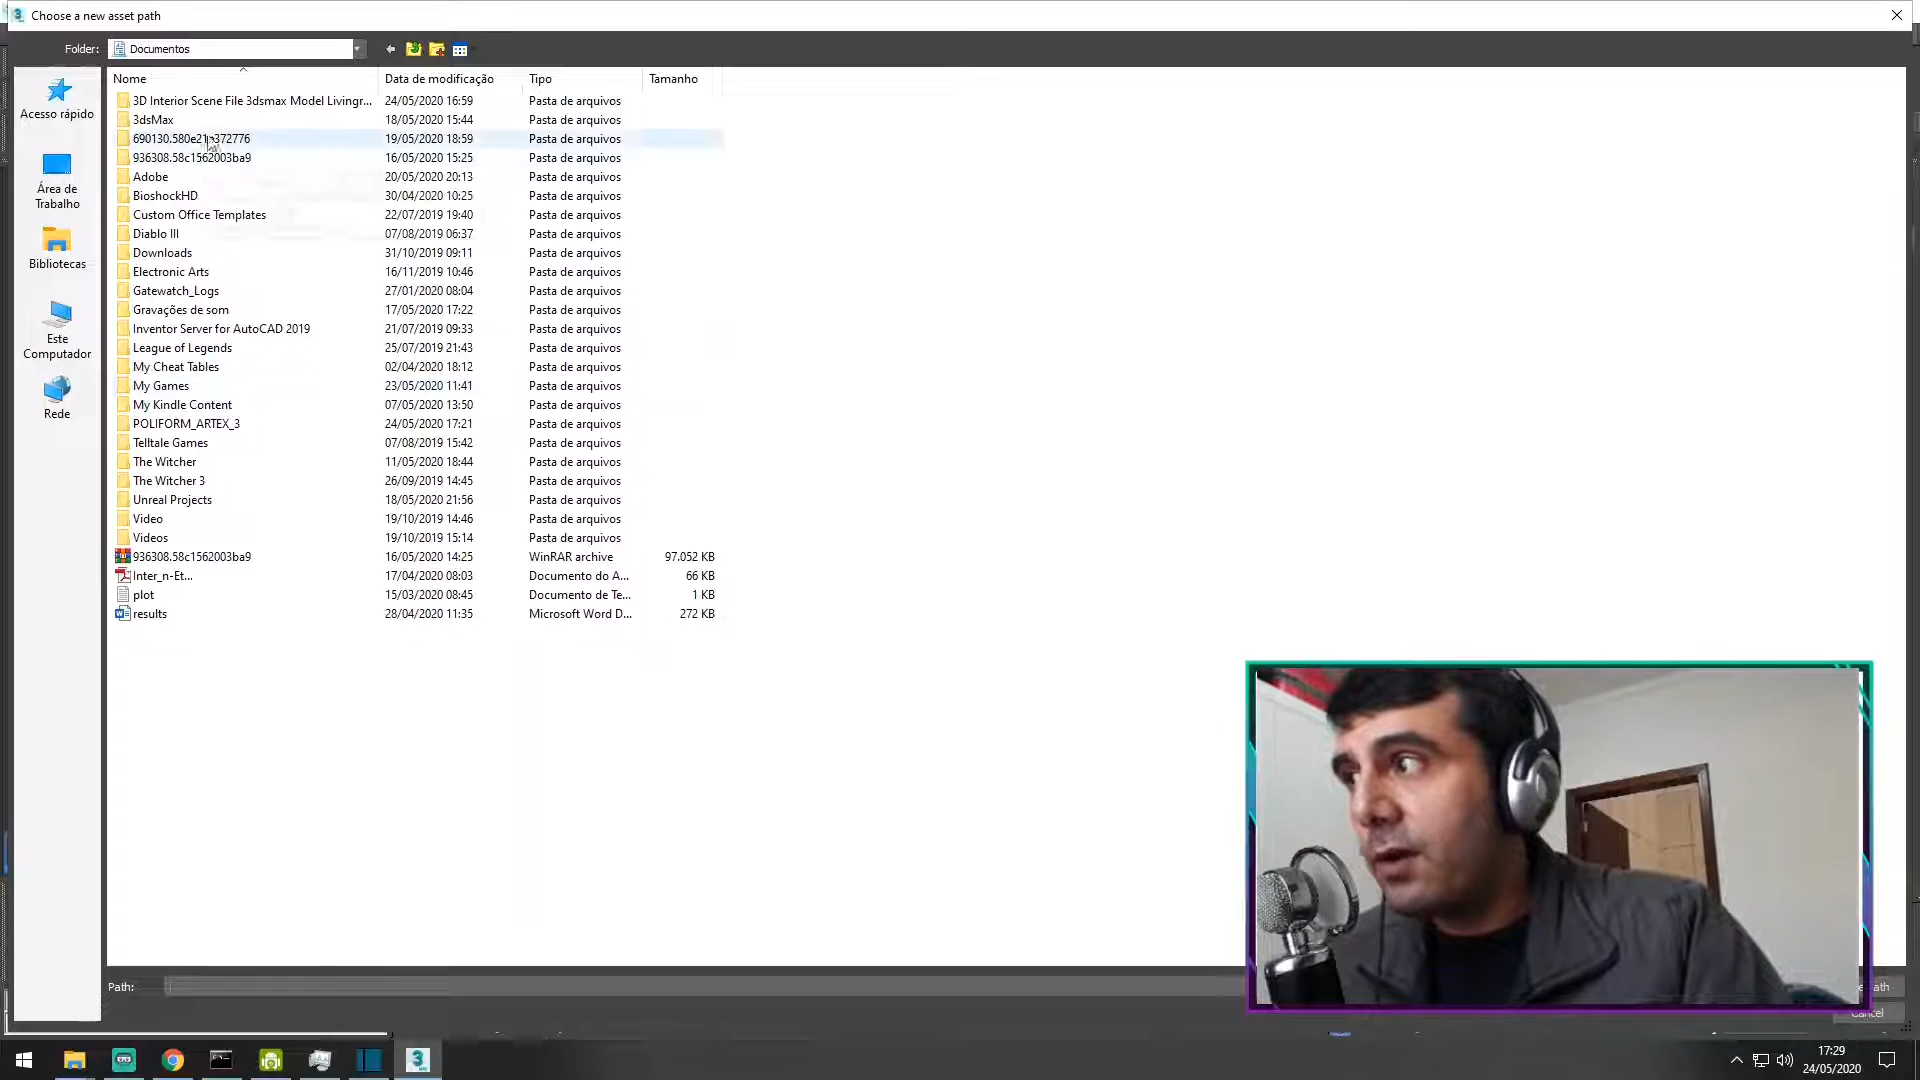 Choose a new asset path
Folder: Documentos
Nome Data de modificação Tipo Tamanho
3D Interior Scene File 3dsmax Model Livingr... 24/05/2020 16:59 Pasta de arquivos
3dsMax 18/05/2020 15:44 Pasta de arquivos
19/05/2020 18:59 Pasta de arquivos
936308.58c1562003ba9 16/05/2020 15:25 Pasta de arquivos
Adobe 20/05/2020 20:13 Pasta de arquivos
BioshockHD 30/04/2020 10:25 Pasta de arquivos
Custom Office Templates 22/07/2019 19:40 Pasta de arquivos
Diablo III 07/08/2019 06:37 Pasta de arquivos
Downloads 31/10/2019 09:11 Pasta de arquivos
Electronic Arts 16/11/2019 10:46 Pasta de arquivos
Gatewatch_Logs 27/01/2020 08:04 Pasta de arquivos
Gravações de som 17/05/2020 17:22 Pasta de arquivos
Inventor Server for AutoCAD 2019 21/07/2019 09:33 Pasta de arquivos
League of Legends 25/07/2019 21:43 Pasta de arquivos
My Cheat Tables 02/04/2020 18:12 Pasta de arquivos
My Games 23/05/2020 11:41 Pasta de arquivos
My Kindle Content 07/05/2020 13:50 Pasta de arquivos
POLIFORM_ARTEX_3 24/05/2020 17:21 Pasta de arquivos
Telltale Games 07/08/2019 15:42 Pasta de arquivos
The Witcher 11/05/2020 18:44 Pasta de arquivos
The Witcher 3 26/09/2019 14:45 Pasta de arquivos
Unreal Projects 18/05/2020 21:56 Pasta de arquivos
Video 19/10/2019 14:46 Pasta de arquivos
Videos 19/10/2019 15:14 Pasta de arquivos
936308.58c1562003ba9 16/05/2020 14:25 WinRAR archive 97.052 KB
Inter_n-Et... 17/04/2020 08:03 Documento do A... 66 KB
plot 15/03/2020 08:45 Documento de Te... 1 KB
results 28/04/2020 11:35 Microsoft Word D... 272 KB
Acesso rápido
Área de
Trabalho
Bibliotecas
Este
Computador
Rede
Path:
Cancel
17:29
24/05/2020